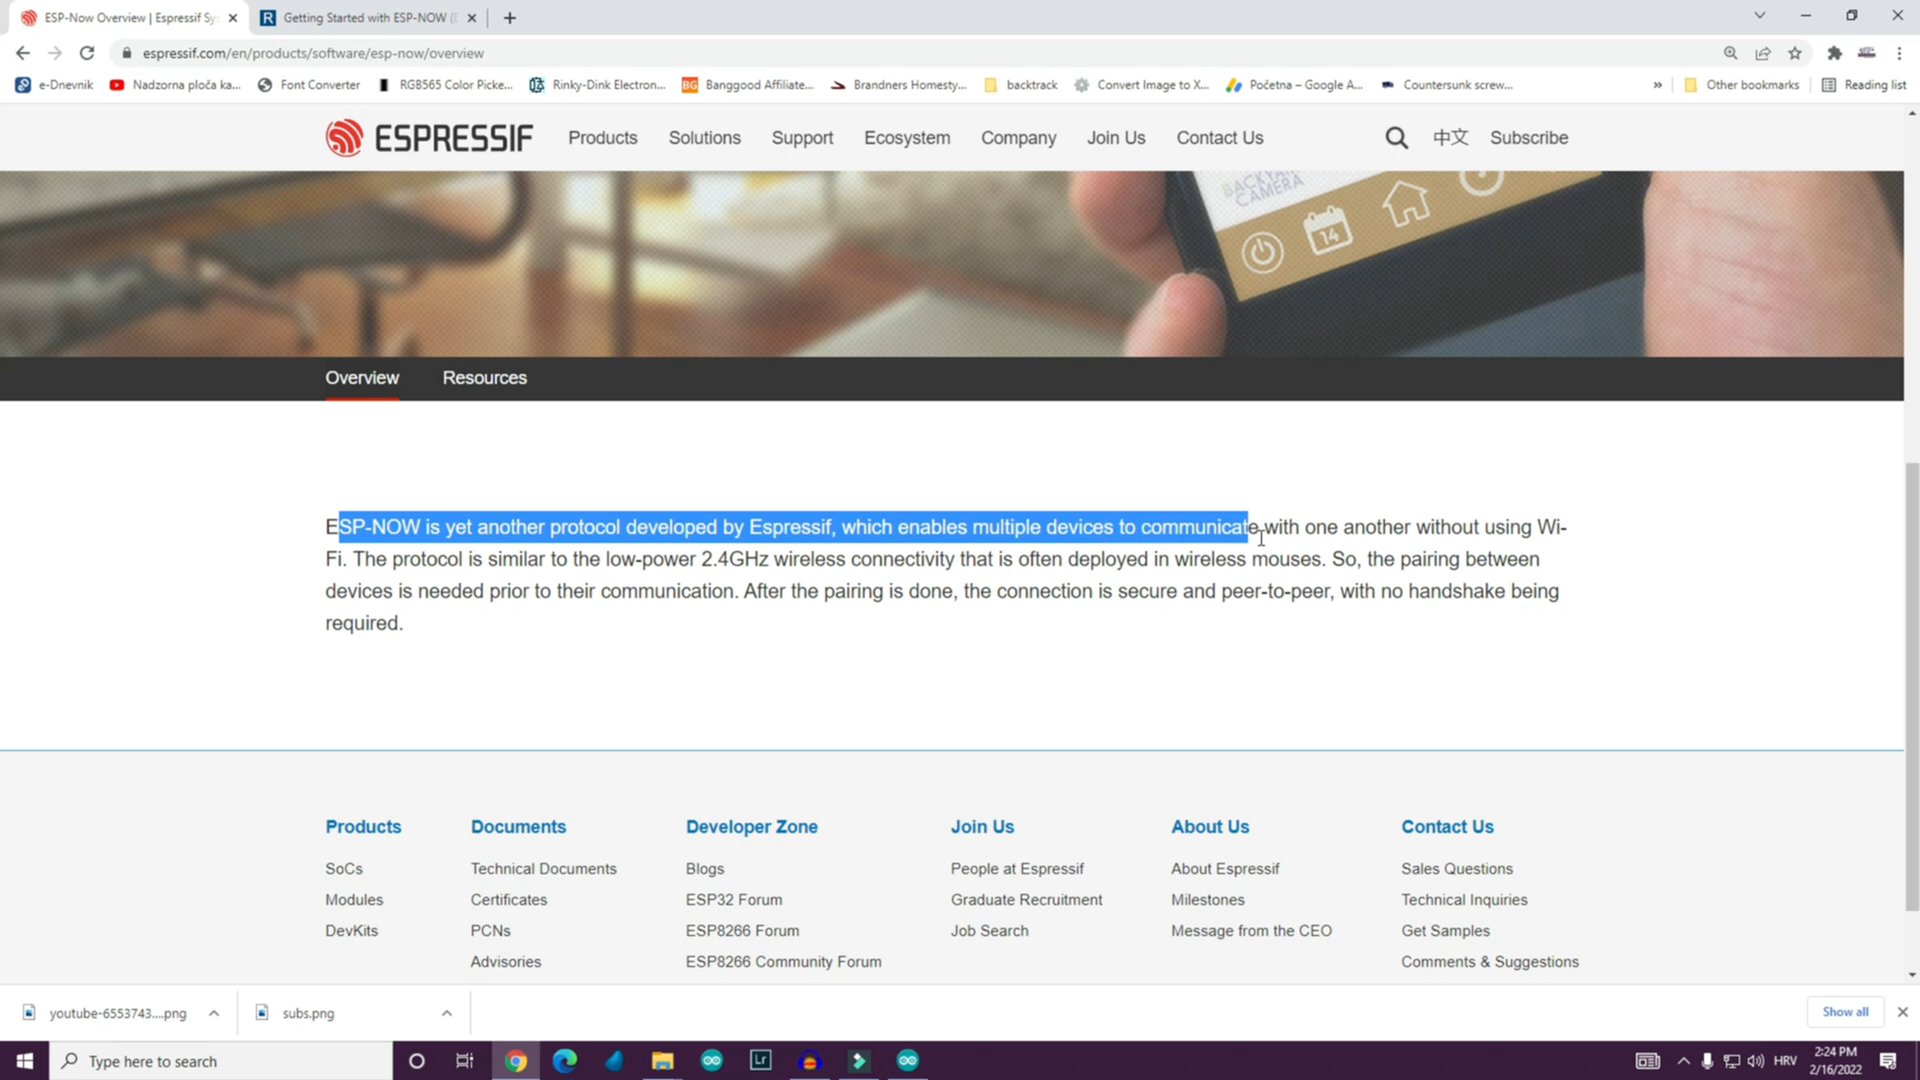 ESP-Now Overview | Espressif Sy
Getting Started with ESP-NOW (E
espressif.com/en/products/software/esp-now/overview
e-Dnevnik
Nadzorna ploča ka...
Font Converter
RGB565 Color Picke...
Rinky-Dink Electron...
BG
Banggood Affiliate...
Brandners Homesty...
backtrack
Convert Image to X...
Početna – Google A...
Countersunk screw...
»
Other bookmarks
Reading list
ESPRESSIF
Products
Solutions
Support
Ecosystem
Company
Join Us
Contact Us
中文
Subscribe
BACKYARD
CAMERA
14
Overview
Resources
ESP-NOW is yet another protocol developed by Espressif, which enables multiple devices to communicate with one another without using Wi-
Fi. The protocol is similar to the low-power 2.4GHz wireless connectivity that is often deployed in wireless mouses. So, the pairing between
devices is needed prior to their communication. After the pairing is done, the connection is secure and peer-to-peer, with no handshake being
required.
Products
Documents
Developer Zone
Join Us
About Us
Contact Us
SoCs
Technical Documents
Blogs
People at Espressif
About Espressif
Sales Questions
Modules
Certificates
ESP32 Forum
Graduate Recruitment
Milestones
Technical Inquiries
DevKits
PCNs
ESP8266 Forum
Job Search
Message from the CEO
Get Samples
Advisories
ESP8266 Community Forum
Comments & Suggestions
youtube-6553743....png
subs.png
Show all
Type here to search
Lr
HRV
2:24 PM
2/16/2022